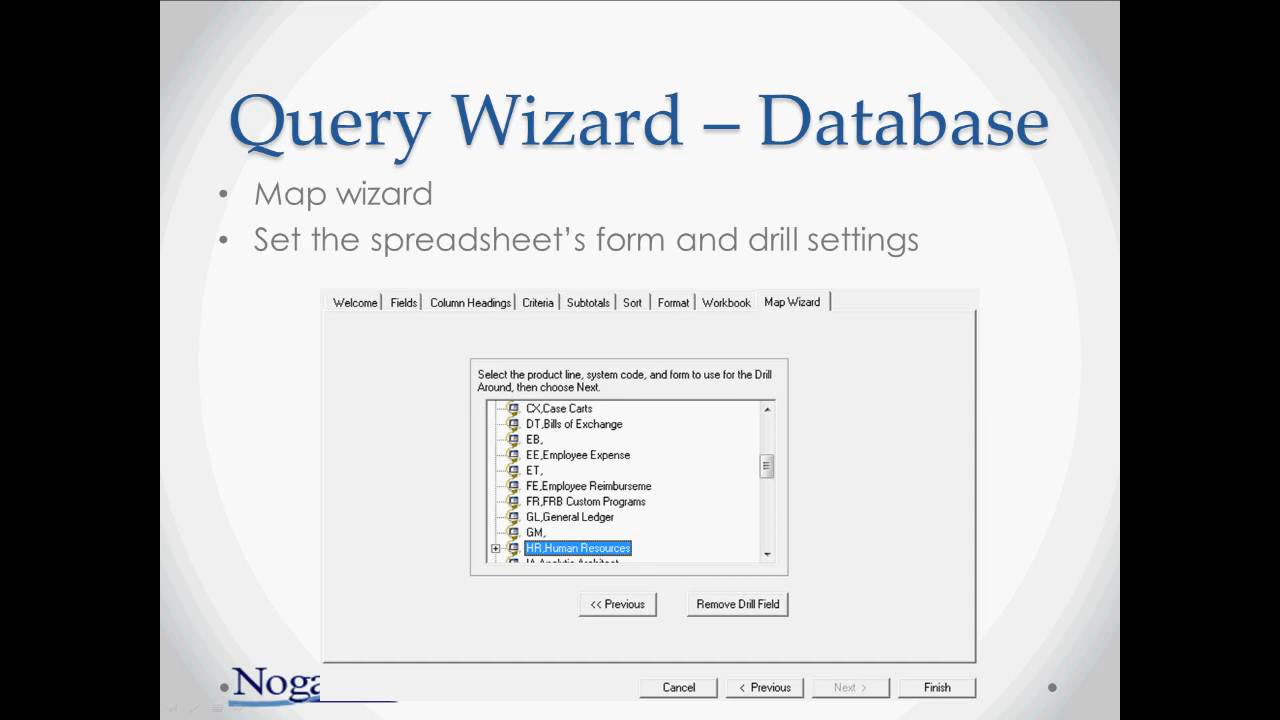 Query Wizard – Database
• Map wizard
• Set the spreadsheet's form and drill settings
Welcome Fields Column Headings Criteria Subtotals Sort Format Workbook Map Wizard
Select the product line, system code, and form to use for the Drill
Around, then choose Next.
CX,Case Carts
DT,Bills of Exchange
EB,
EE,Employee Expense
ET,
FE,Employee Reimburseme
FR,FRB Custom Programs
GL,General Ledger
GM,
HR,Human Resources
<< Previous Remove Drill Field
Cancel < Previous Next > Finish